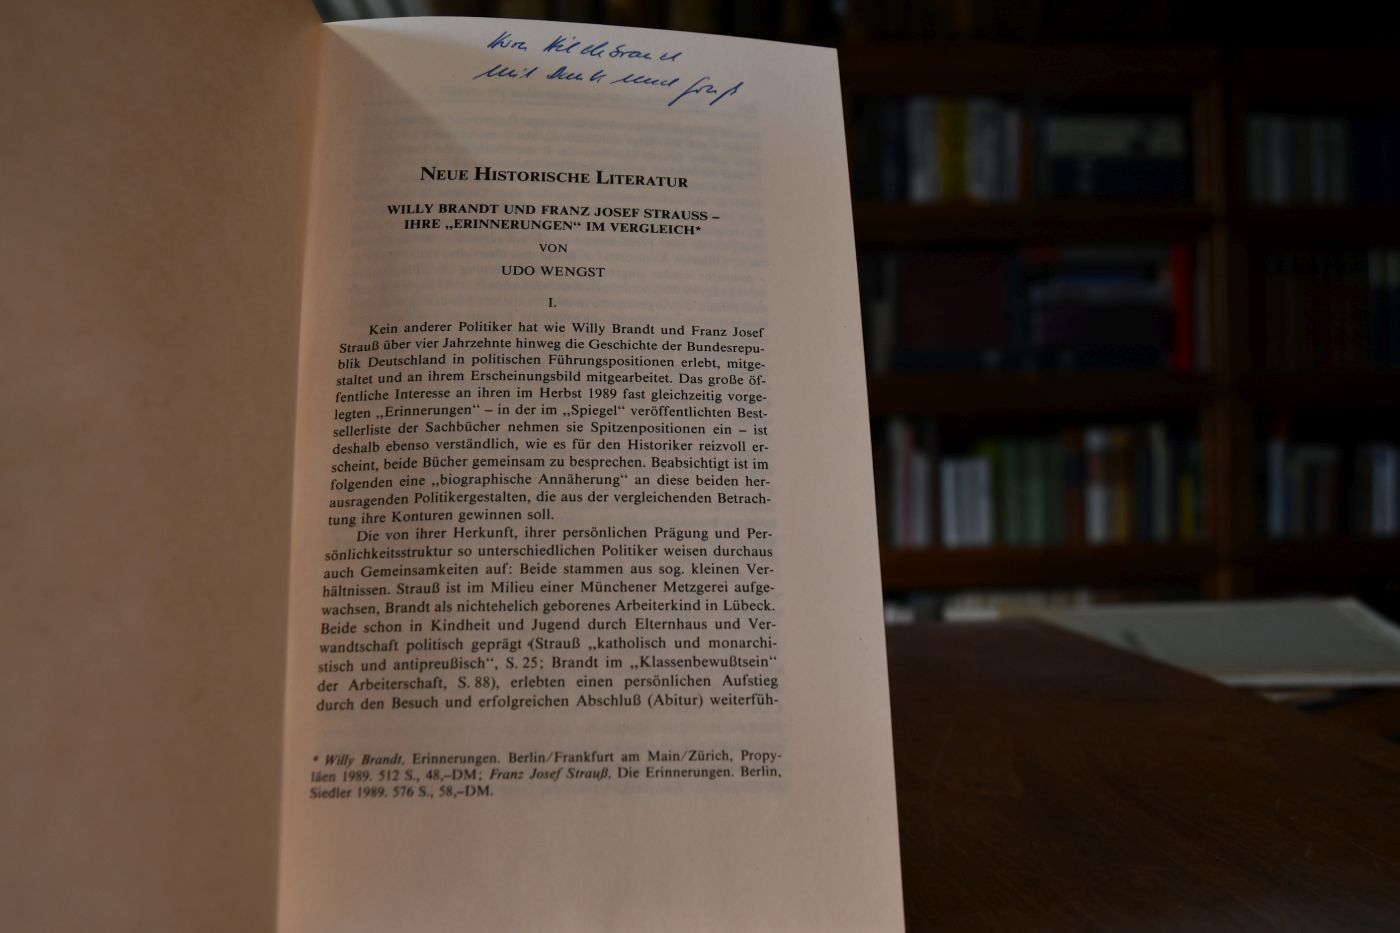 Herrn Hildebrand
mit Dank und Gruß
NEUE HISTORISCHE LITERATUR
WILLY BRANDT UND FRANZ JOSEF STRAUSS –
IHRE „ERINNERUNGEN“ IM VERGLEICH*
VON
UDO WENGST
I.
Kein anderer Politiker hat wie Willy Brandt und Franz Josef
Strauß über vier Jahrzehnte hinweg die Geschichte der Bundesrepu-
blik Deutschland in politischen Führungspositionen erlebt, mitge-
staltet und an ihrem Erscheinungsbild mitgearbeitet. Das große öf-
fentliche Interesse an ihren im Herbst 1989 fast gleichzeitig vorge-
legten „Erinnerungen“ – in der im „Spiegel“ veröffentlichten Best-
sellerliste der Sachbücher nehmen sie Spitzenpositionen ein – ist
deshalb ebenso verständlich, wie es für den Historiker reizvoll er-
scheint, beide Bücher gemeinsam zu besprechen. Beabsichtigt ist im
folgenden eine „biographische Annäherung“ an diese beiden her-
ausragenden Politikergestalten, die aus der vergleichenden Betrach-
tung ihre Konturen gewinnen soll.
Die von ihrer Herkunft, ihrer persönlichen Prägung und Per-
sönlichkeitsstruktur so unterschiedlichen Politiker weisen durchaus
auch Gemeinsamkeiten auf: Beide stammen aus sog. kleinen Ver-
hältnissen. Strauß ist im Milieu einer Münchener Metzgerei aufge-
wachsen, Brandt als nichtehelich geborenes Arbeiterkind in Lübeck.
Beide schon in Kindheit und Jugend durch Elternhaus und Ver-
wandtschaft politisch geprägt (Strauß „katholisch und monarchi-
stisch und antipreußisch“, S. 25; Brandt im „Klassenbewußtsein“
der Arbeiterschaft, S. 88), erlebten einen persönlichen Aufstieg
durch den Besuch und erfolgreichen Abschluß (Abitur) weiterfüh-
* Willy Brandt, Erinnerungen. Berlin/Frankfurt am Main/Zürich, Propy-
läen 1989. 512 S., 48,–DM; Franz Josef Strauß, Die Erinnerungen. Berlin,
Siedler 1989. 576 S., 58,–DM.